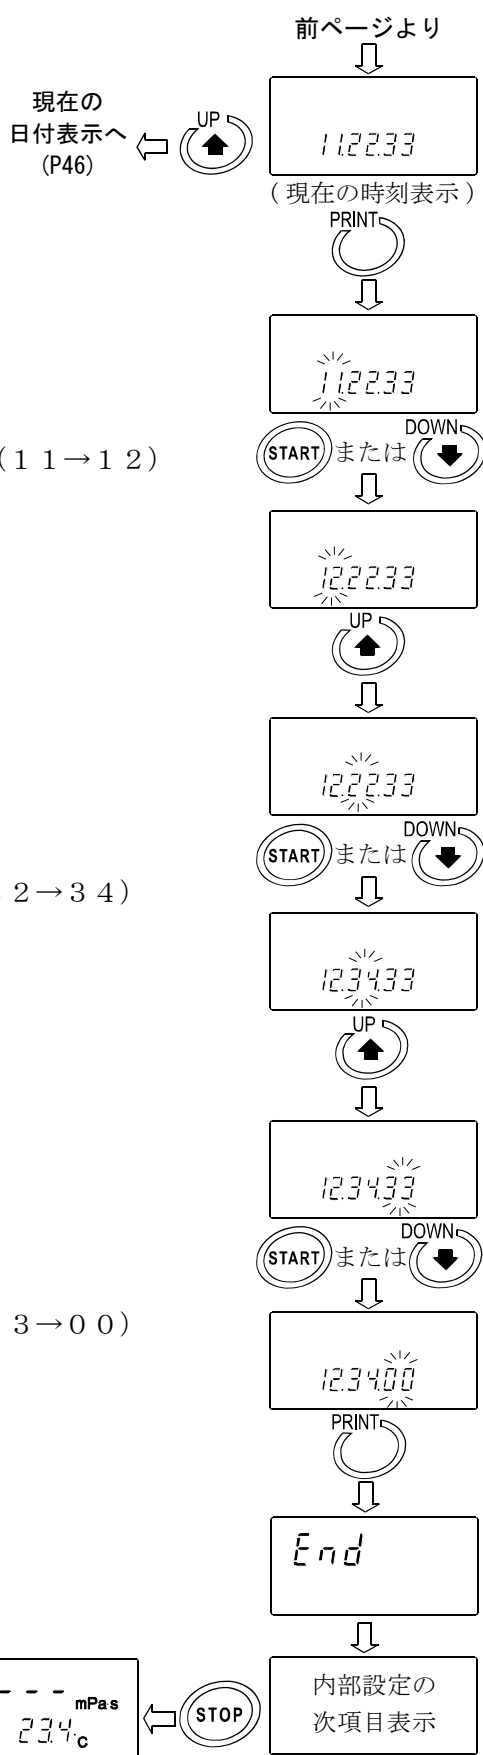 前ページより
現在の
日付表示へ
(P46)
UP
11.22.33
(現在の時刻表示)
PRINT
11.22.33
(１１→１２)
START または DOWN
12.22.33
UP
12.22.33
START または DOWN
２→３４)
12.34.33
UP
12.34.33
START または DOWN
３→００)
12.34.00
PRINT
End
内部設定の
次項目表示
STOP
--- mPas
23.4.c